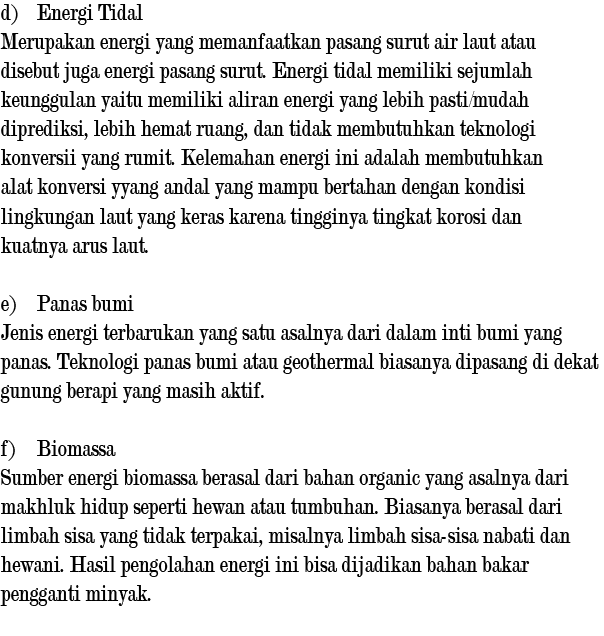 d) Energi Tidal
Merupakan energi yang memanfaatkan pasang surut air laut atau
disebut juga energi pasang surut. Energi tidal memiliki sejumlah
keunggulan yaitu memiliki aliran energi yang lebih pasti/mudah
diprediksi, lebih hemat ruang, dan tidak membutuhkan teknologi
konversii yang rumit. Kelemahan energi ini adalah membutuhkan
alat konversi yyang andal yang mampu bertahan dengan kondisi
lingkungan laut yang keras karena tingginya tingkat korosi dan
kuatnya arus laut.
e) Panas bumi
Jenis energi terbarukan yang satu asalnya dari dalam inti bumi yang
panas. Teknologi panas bumi atau geothermal biasanya dipasang di dekat
gunung berapi yang masih aktif.
f) Biomassa
Sumber energi biomassa berasal dari bahan organic yang asalnya dari
makhluk hidup seperti hewan atau tumbuhan. Biasanya berasal dari
limbah sisa yang tidak terpakai, misalnya limbah sisa-sisa nabati dan
hewani. Hasil pengolahan energi ini bisa dijadikan bahan bakar
pengganti minyak.